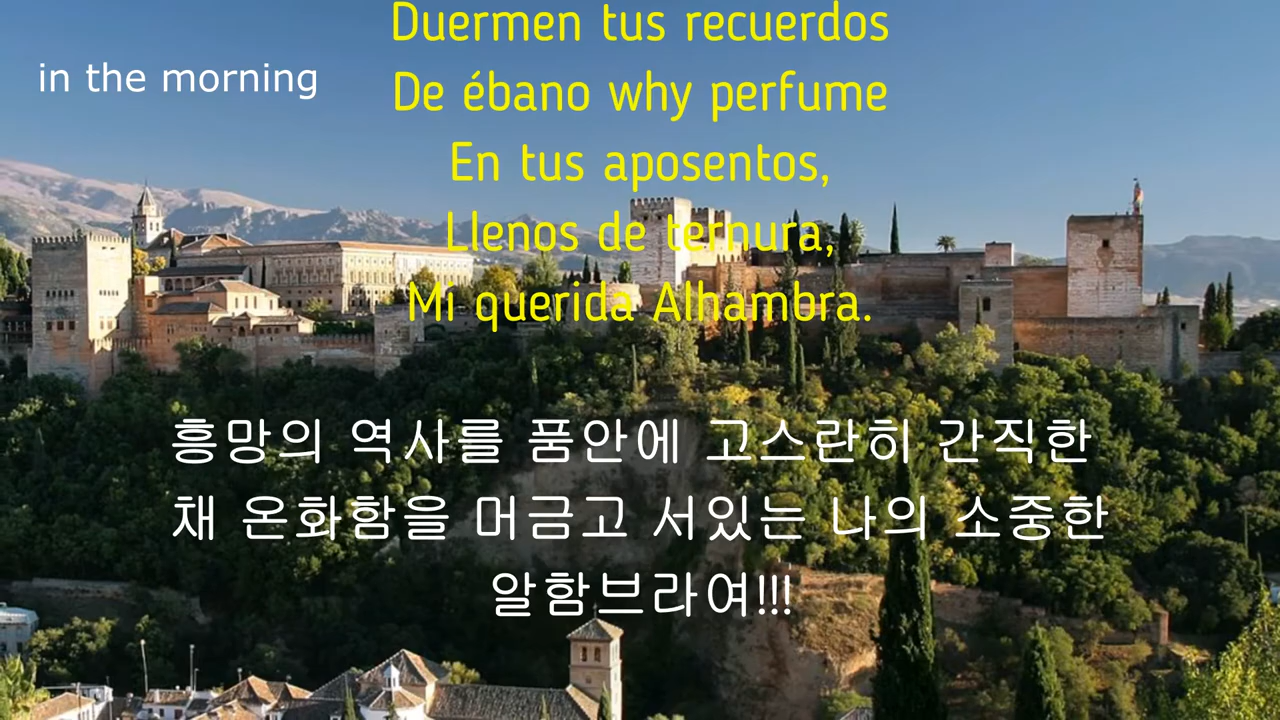 Duermen tus recuerdos
in the morning
De ébano why perfume
En tus aposentos,
Llenos de ternura,
Mi querida Alhambra.
흥망의 역사를 품안에 고스란히 간직한
채 온화함을 머금고 서있는 나의 소중한
알함브라여!!!